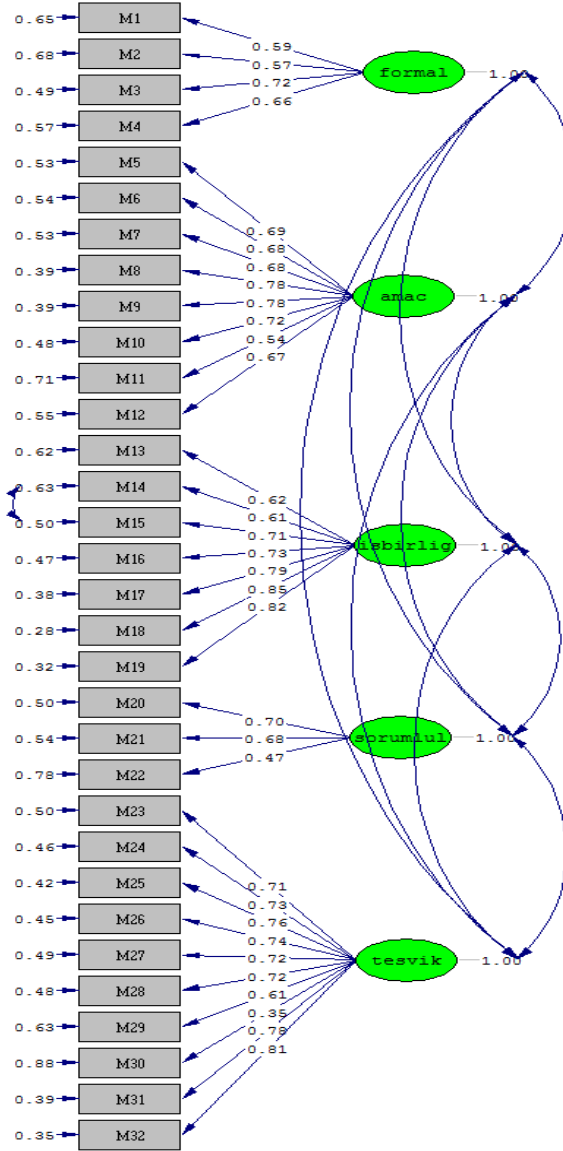 0.65 M1
0.68 M2
0.49 M3
0.57 M4
0.53 M5
0.54 M6
0.53 M7
0.39 M8
0.39 M9
0.48 M10
0.71 M11
0.55 M12
0.62 M13
0.63 M14
0.50 M15
0.47 M16
0.38 M17
0.28 M18
0.32 M19
0.50 M20
0.54 M21
0.78 M22
0.50 M23
0.46 M24
0.42 M25
0.45 M26
0.49 M27
0.48 M28
0.63 M29
0.88 M30
0.39 M31
0.35 M32
0.59
0.57
0.72
0.66
formal 1.00
0.69
0.68
0.68
0.78
0.78
0.72
0.54
0.67
amac 1.00
0.62
0.61
0.71
0.73
0.79
0.85
0.82
isbirlig 1.00
0.70
0.68
0.47
sorumlul 1.00
0.71
0.73
0.76
0.74
0.72
0.72
0.61
0.35
0.78
0.81
tesvik 1.00